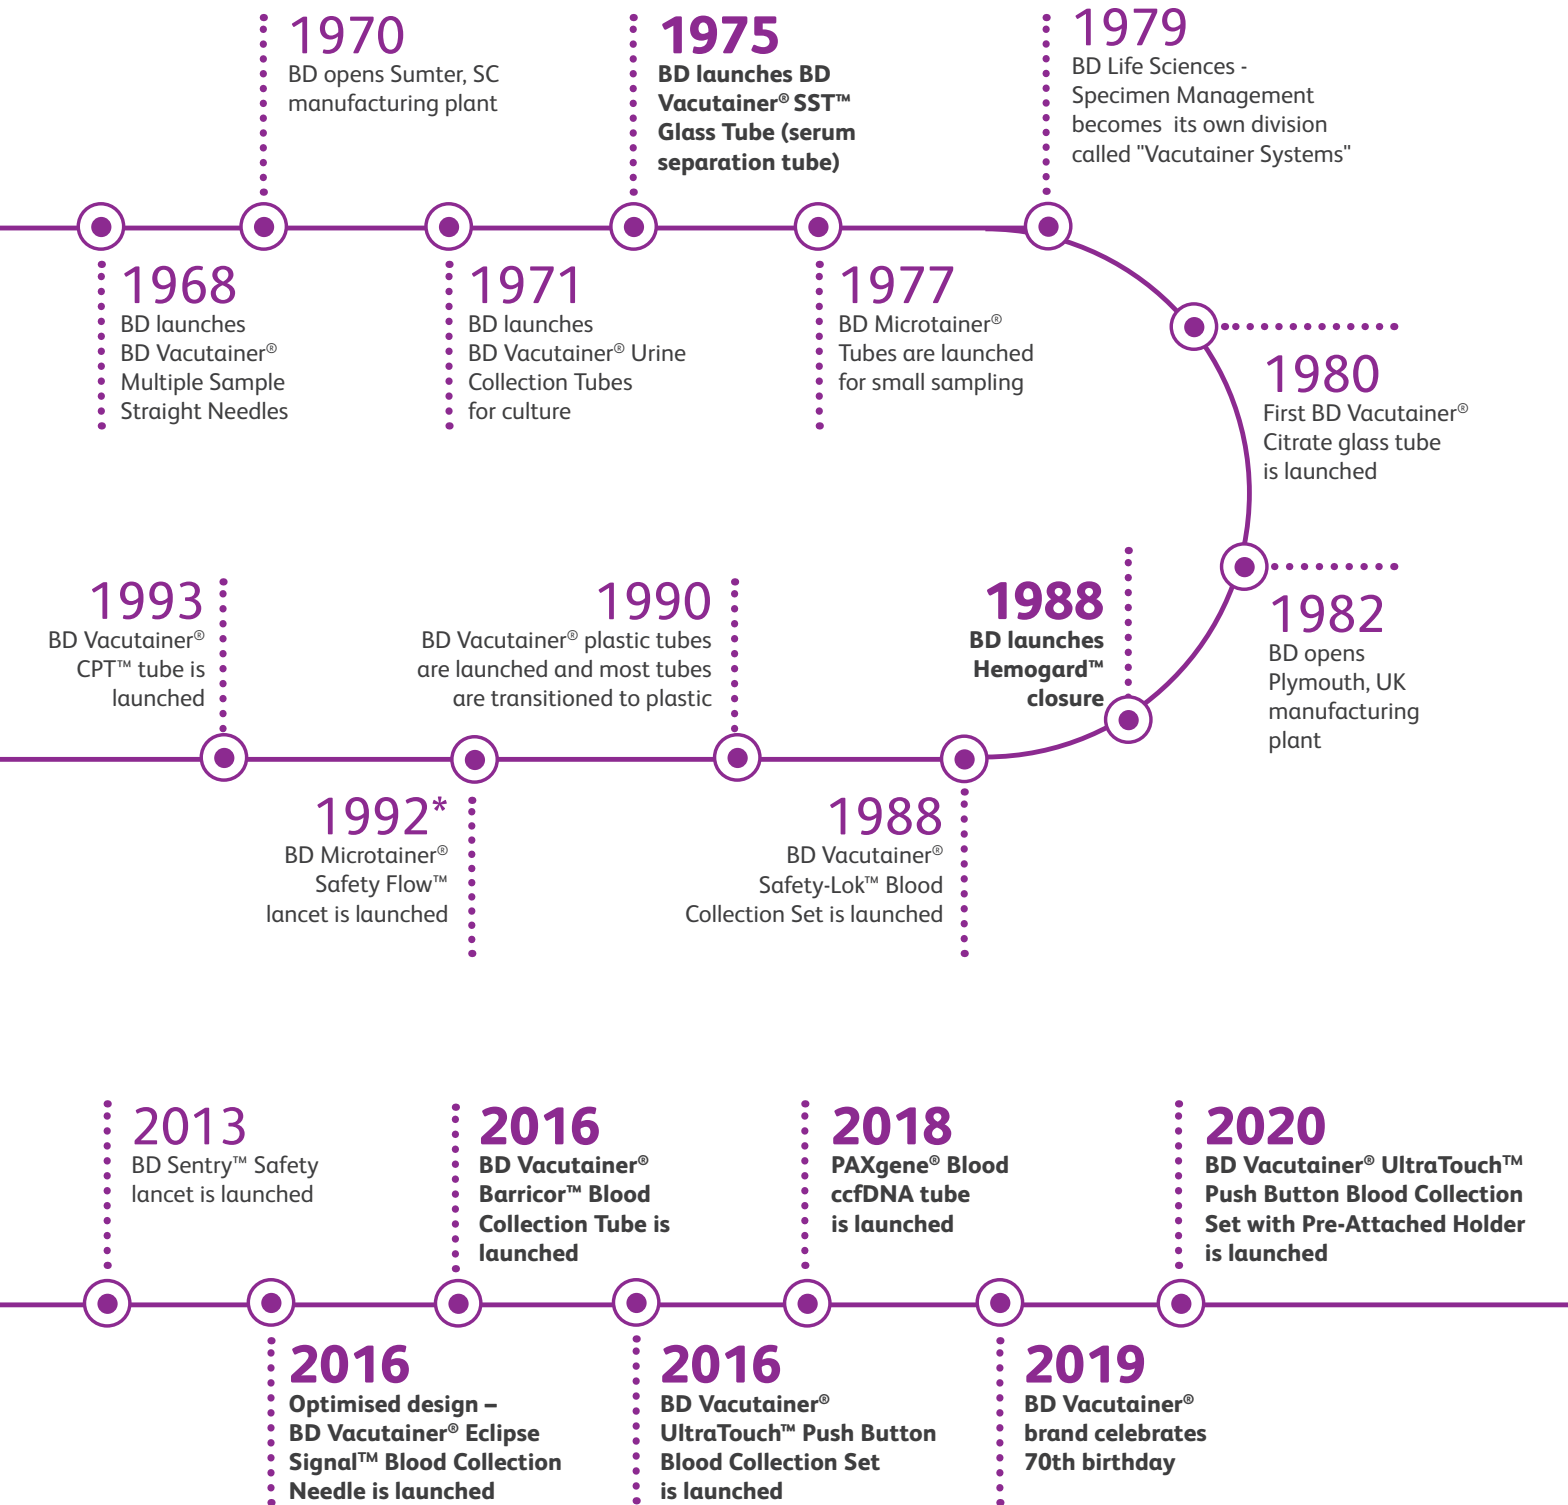 1970
BD opens Sumter, SC
manufacturing plant
1975
BD launches BD
Vacutainer® SST™
Glass Tube (serum
separation tube)
1979
BD Life Sciences -
Specimen Management
becomes its own division
called "Vacutainer Systems"
1968
BD launches
BD Vacutainer®
Multiple Sample
Straight Needles
1971
BD launches
BD Vacutainer® Urine
Collection Tubes
for culture
1977
BD Microtainer®
Tubes are launched
for small sampling
1980
First BD Vacutainer®
Citrate glass tube
is launched
1982
BD opens
Plymouth, UK
manufacturing
plant
1988
BD launches
Hemogard™
closure
1988
BD Vacutainer®
Safety-Lok™ Blood
Collection Set is launched
1990
BD Vacutainer® plastic tubes
are launched and most tubes
are transitioned to plastic
1992*
BD Microtainer®
Safety Flow™
lancet is launched
1993
BD Vacutainer®
CPT™ tube is
launched
2013
BD Sentry™ Safety
lancet is launched
2016
Optimised design –
BD Vacutainer® Eclipse
Signal™ Blood Collection
Needle is launched
2016
BD Vacutainer®
Barricor™ Blood
Collection Tube is
launched
2016
BD Vacutainer®
UltraTouch™ Push Button
Blood Collection Set
is launched
2018
PAXgene® Blood
ccfDNA tube
is launched
2019
BD Vacutainer®
brand celebrates
70th birthday
2020
BD Vacutainer® UltraTouch™
Push Button Blood Collection
Set with Pre-Attached Holder
is launched